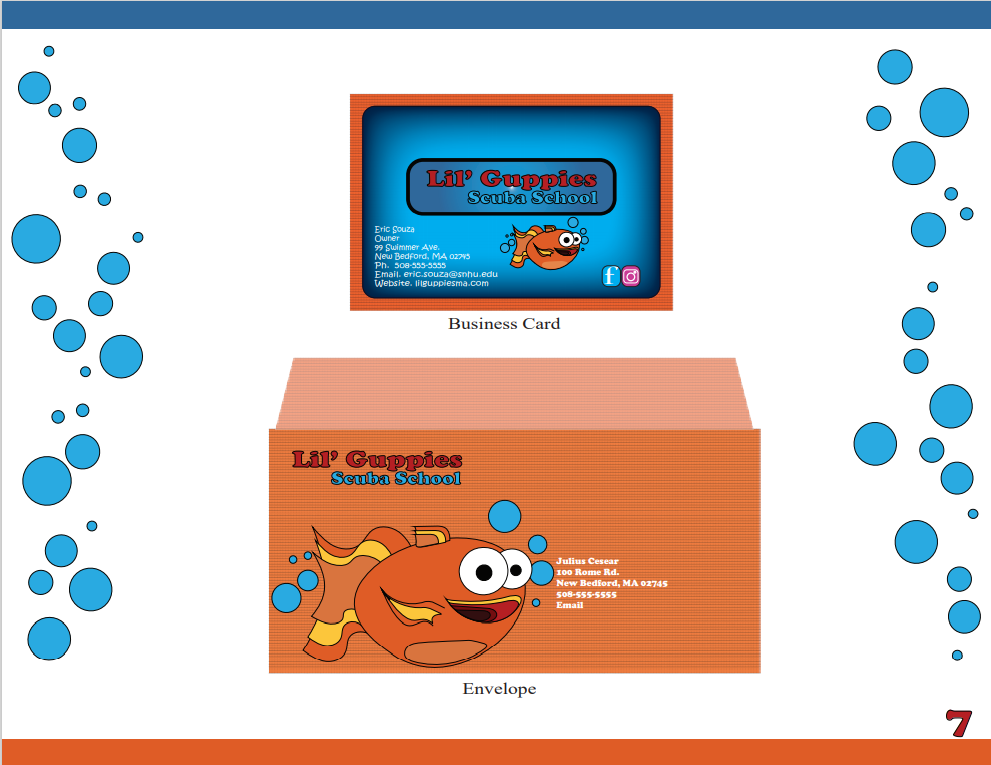 Lil' Guppies
Scuba School
Eric Souza
Owner
99 Swimmer Ave.
New Bedford, MA 02745
Ph. 508-555-5555
Email. eric.souza@snhu.edu
Website. lilguppiesma.com
f
Business Card
Lil' Guppies
Scuba School
Julius Cesear
100 Rome Rd.
New Bedford, MA 02745
508-555-5555
Email
Envelope
7